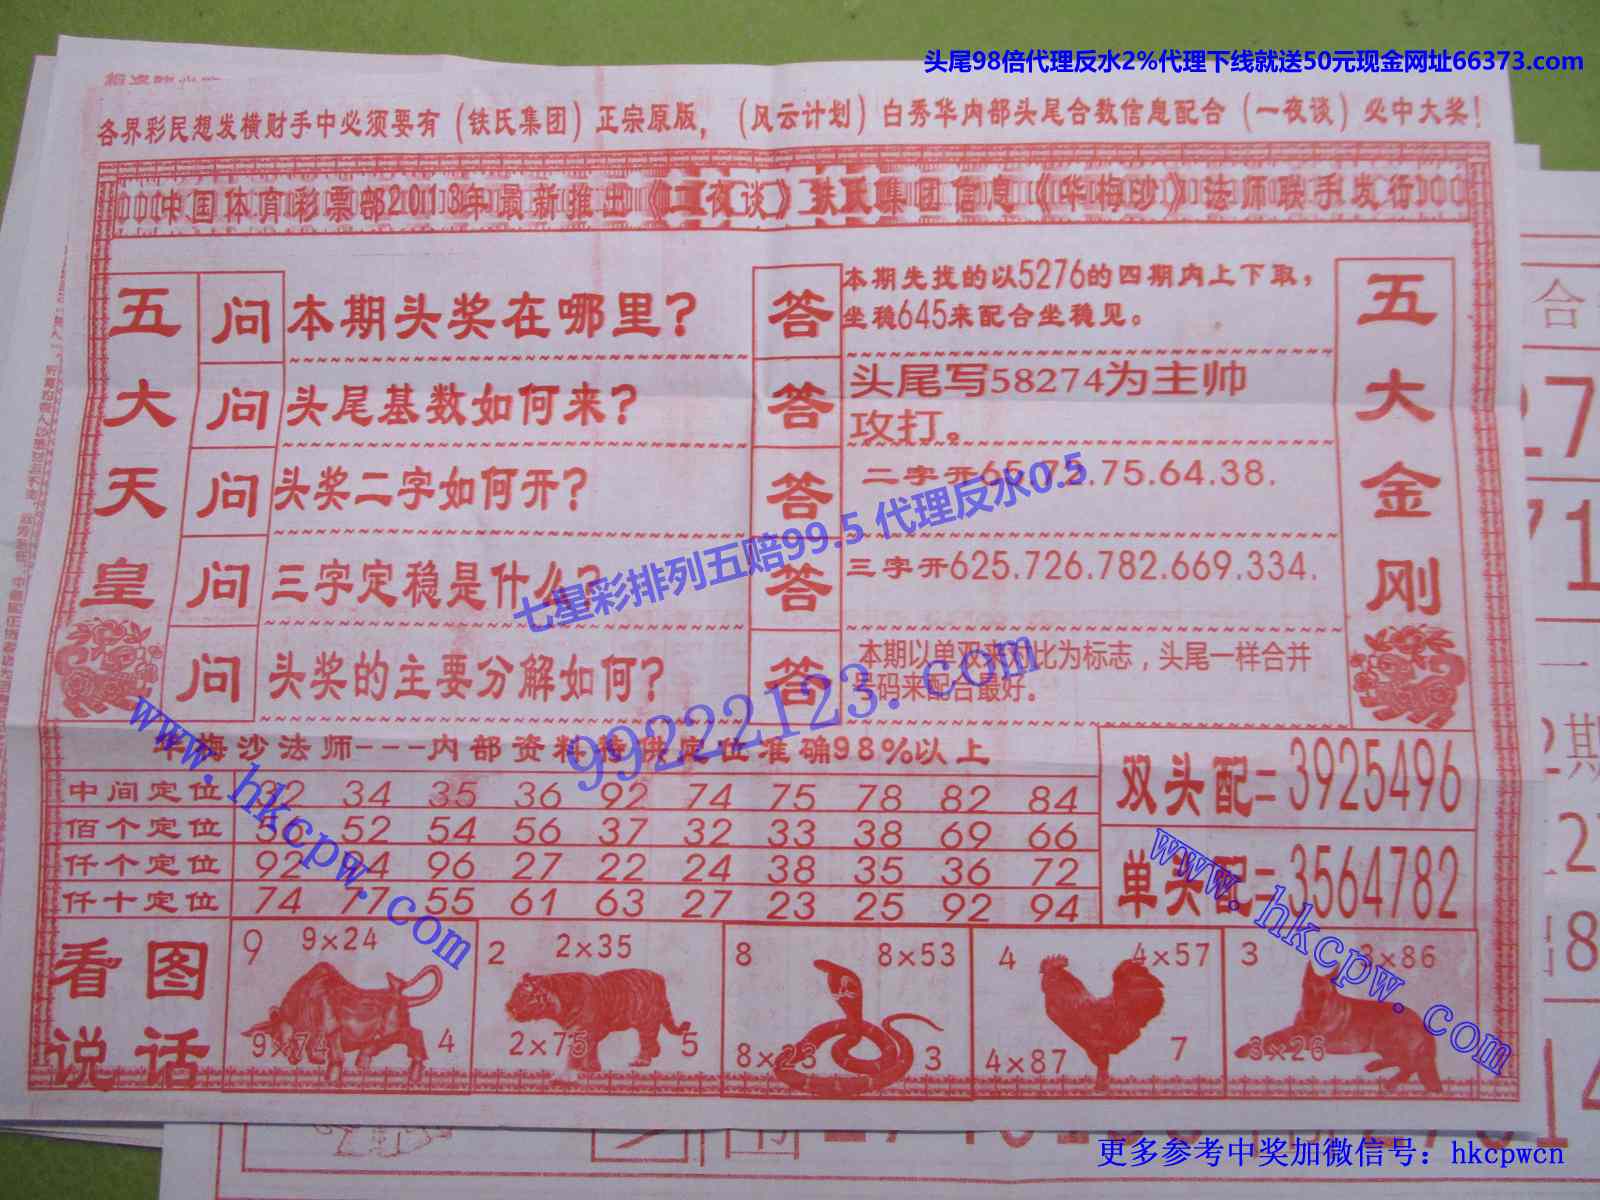 头尾98倍代理反水2%代理下线就送50元现金网址66373.com
各界彩民想发横财手中必须要有（铁氏集团）正宗原版，（风云计划）白秀华内部头尾合数信息配合（一夜谈）必中大奖！
中国体育彩票部2013年最新推出《二夜谈》铁氏集团信息《华梅沙》法师联手发行
五大天皇
问 本期头奖在哪里？
答 本期先找的以5276的四期内上下取，
坐稳645来配合坐稳见。
问 头尾基数如何来？
答 头尾写58274为主帅
攻打。
问 头奖二字如何开？
答 二字开65.72.75.64.38.
问 三字定稳是什么？
答 三字开625.726.782.669.334.
问 头奖的主要分解如何？
答 本期以单双来对比为标志，头尾一样合并
号码来配合最好。
五大金刚
七星彩排列五赔99.5 代理反水0.5
99222123.com
华梅沙法师---内部资料特供定位准确98%以上
中间定位 32 34 35 36 92 74 75 78 82 84
佰个定位 56 52 54 56 37 32 33 38 69 66
仟个定位 92 94 96 27 22 24 38 35 36 72
仟十定位 74 77 55 61 63 27 23 25 92 94
双头配=3925496
单头配=3564782
www.hkcpw.com
www.hkcpw.com
看图
说话
9 9×24
9×74 4
2 2×35
2×75 5
8 8×53
8×23 3
4 4×57
4×87 7
3 3×86
3×26
更多参考中奖加微信号：hkcpwcn